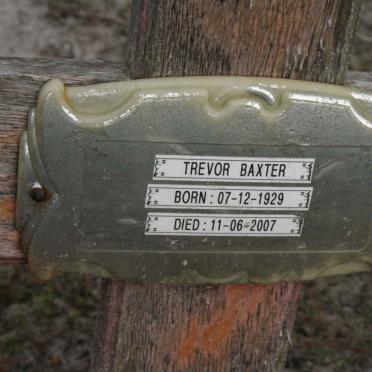 TREVOR BAXTER
BORN : 07-12-1929
DIED : 11-06-2007